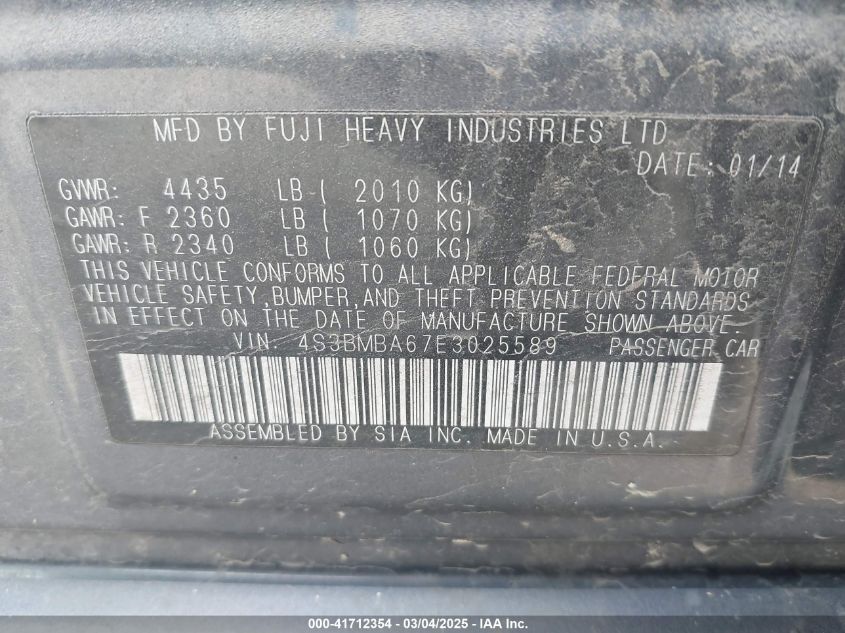 MFD BY FUJI HEAVY INDUSTRIES LTD
DATE: 01/14
GVWR: 4435 LB ( 2010 KG)
GAWR: F 2360 LB ( 1070 KG)
GAWR: R 2340 LB ( 1060 KG)
THIS VEHICLE CONFORMS TO ALL APPLICABLE FEDERAL MOTOR
VEHICLE SAFETY,BUMPER,AND THEFT PREVENTION STANDARDS
IN EFFECT ON THE DATE OF MANUFACTURE SHOWN ABOVE.
VIN. 4S3BMBA67E3025589 PASSENGER CAR
ASSEMBLED BY SIA INC. MADE IN U.S.A.
000-41712354 - 03/04/2025 - IAA Inc.